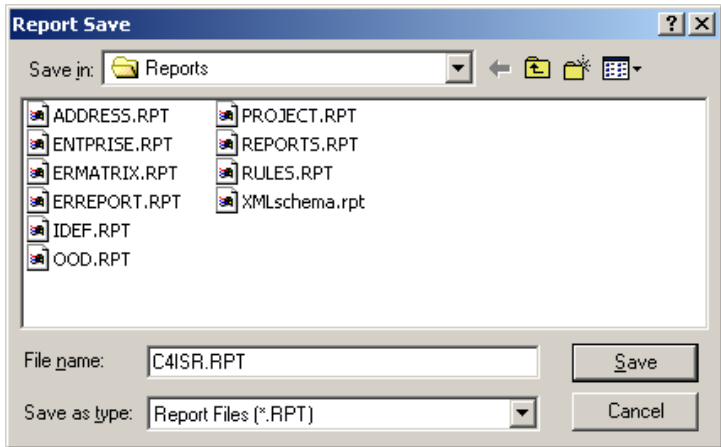 Report Save
Save in: Reports
ADDRESS.RPT PROJECT.RPT
ENTPRISE.RPT REPORTS.RPT
ERMATRIX.RPT RULES.RPT
ERREPORT.RPT XMLschema.rpt
IDEF.RPT
OOD.RPT
File name: C4ISR.RPT Save
Save as type: Report Files (*.RPT) Cancel